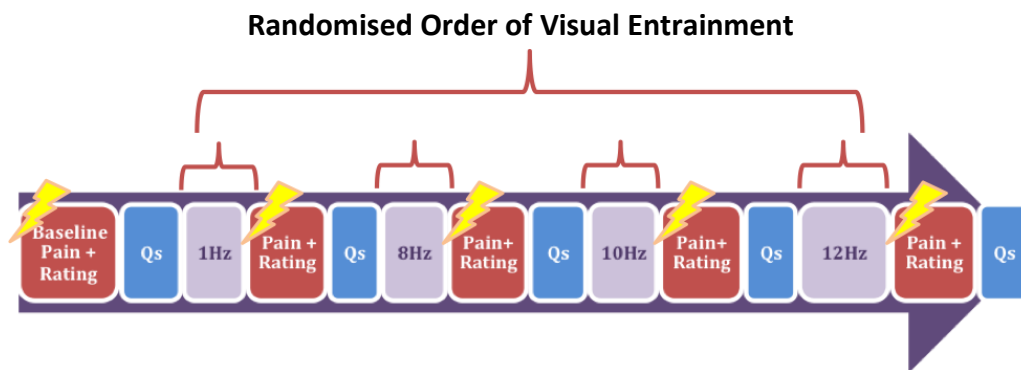 Randomised Order of Visual Entrainment
Baseline
Pain +
Rating
Qs
1Hz
Pain +
Rating
Qs
8Hz
Pain+
Rating
Qs
10Hz
Pain+
Rating
Qs
12Hz
Pain +
Rating
Qs